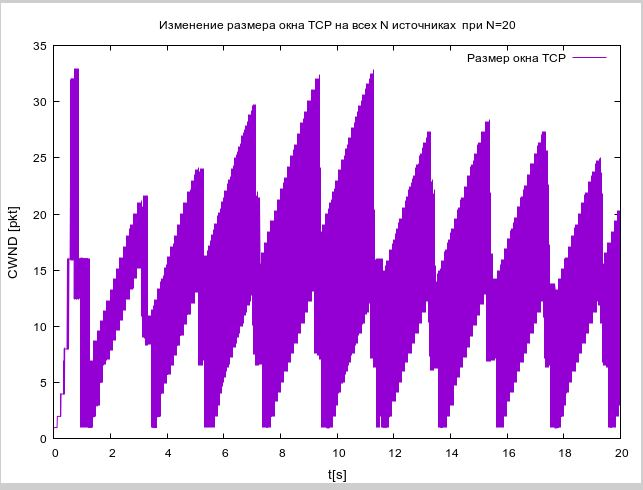 Изменение размера окна TCP на всех N источниках при N=20
Размер окна TCP
CWND [pkt]
35
30
25
20
15
10
5
0
0 2 4 6 8 10 12 14 16 18 20
t[s]